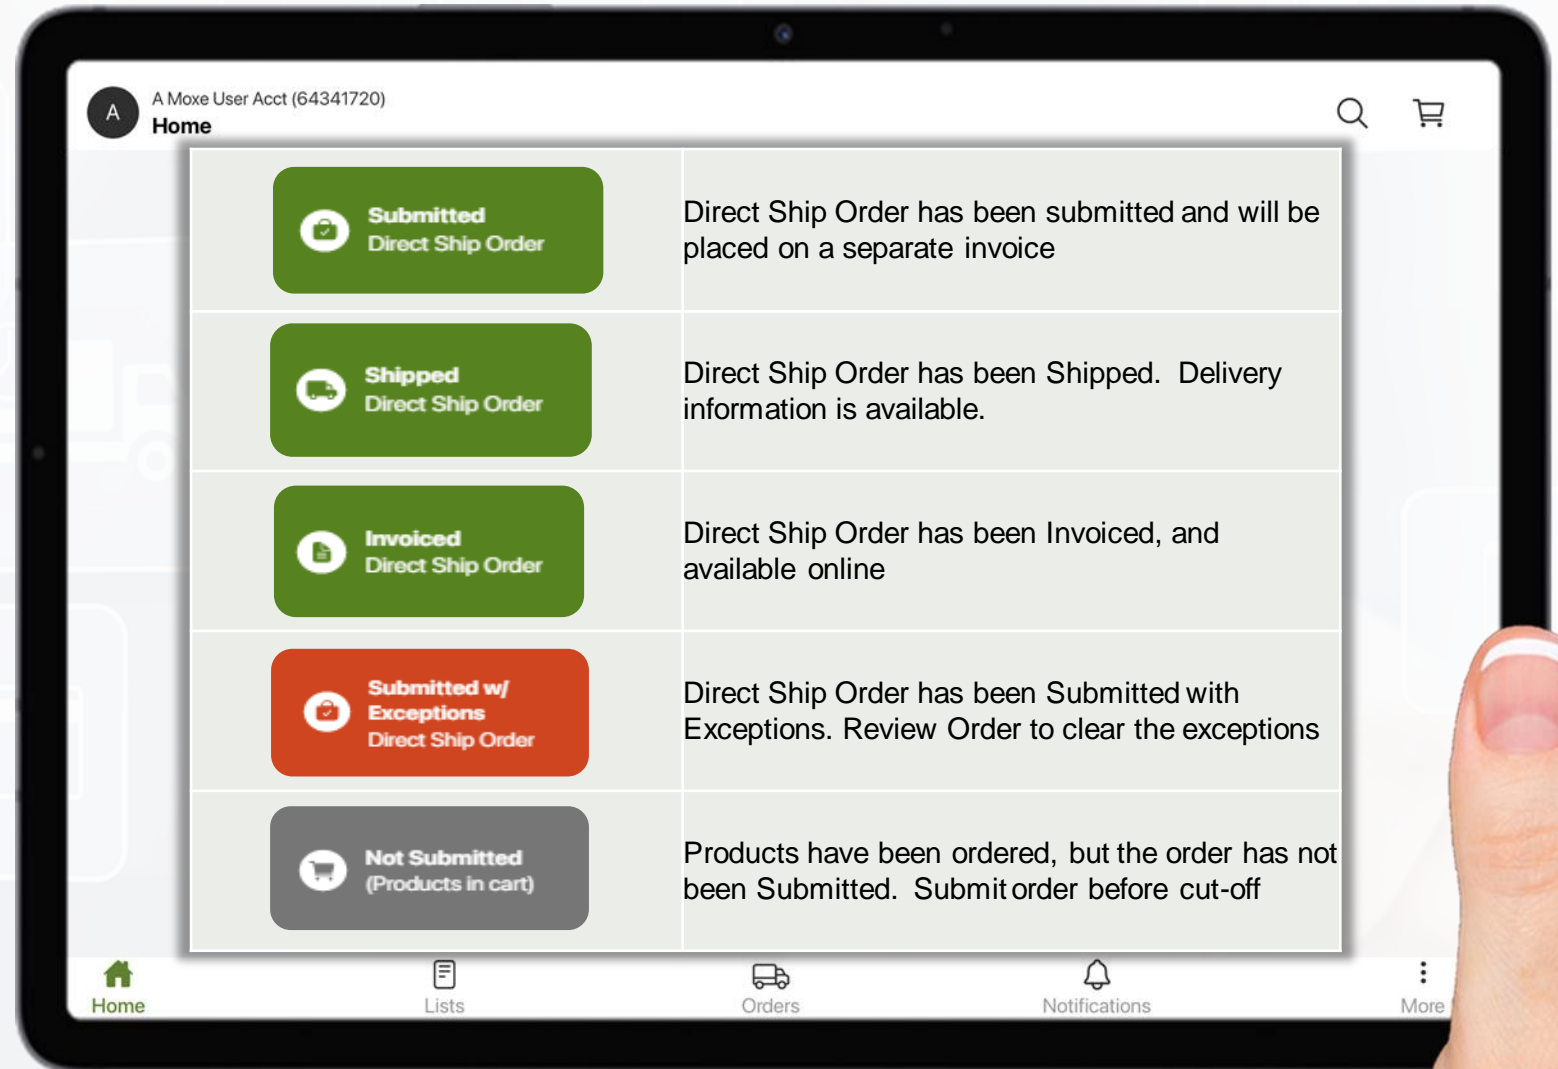 A
A Moxe User Acct (64341720)
Home
Submitted
Direct Ship Order
Direct Ship Order has been submitted and will be
placed on a separate invoice
Shipped
Direct Ship Order
Direct Ship Order has been Shipped.  Delivery
information is available.
Invoiced
Direct Ship Order
Direct Ship Order has been Invoiced, and
available online
Submitted w/
Exceptions
Direct Ship Order
Direct Ship Order has been Submitted with
Exceptions. Review Order to clear the exceptions
Not Submitted
(Products in cart)
Products have been ordered, but the order has not
been Submitted.  Submit order before cut-off
Home
Lists
Orders
Notifications
More